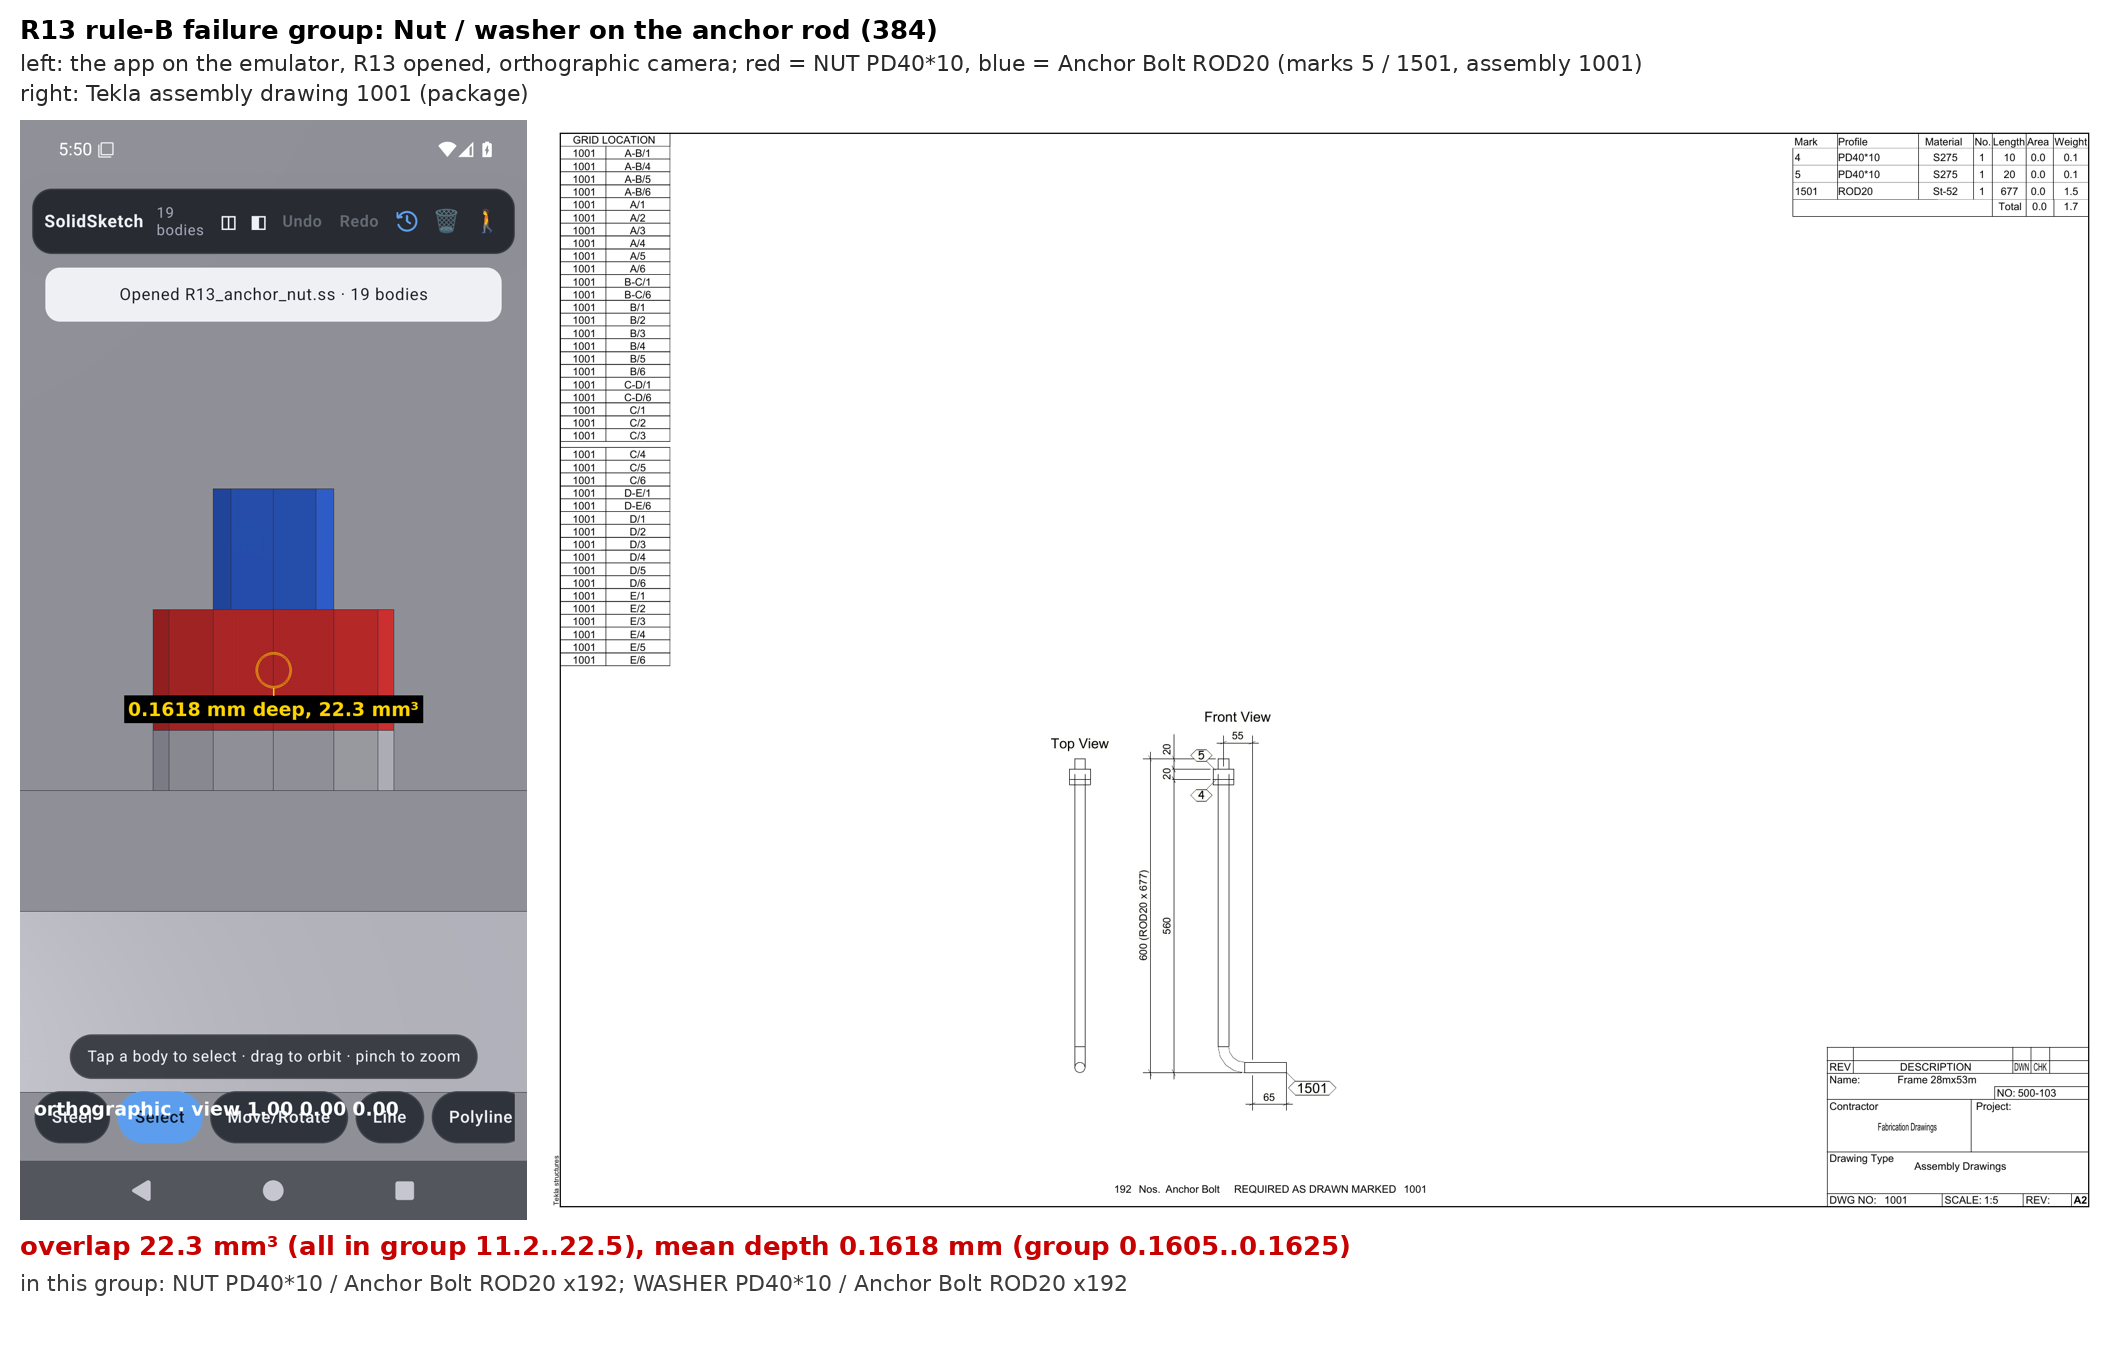 R13 rule-B failure group: Nut / washer on the anchor rod (384)
left: the app on the emulator, R13 opened, orthographic camera; red = NUT PD40*10, blue = Anchor Bolt ROD20 (marks 5 / 1501, assembly 1001)
right: Tekla assembly drawing 1001 (package)
5:50
SolidSketch 19 bodies Undo Redo
Opened R13_anchor_nut.ss · 19 bodies
0.1618 mm deep, 22.3 mm³
Tap a body to select · drag to orbit · pinch to zoom
orthographic · view 1.00 0.00 0.00
Steel Select Move/Rotate Line Polyline
GRID LOCATION
1001 A-B/1
1001 A-B/4
1001 A-B/5
1001 A-B/6
1001 A/1
1001 A/2
1001 A/3
1001 A/4
1001 A/5
1001 A/6
1001 B-C/1
1001 B-C/6
1001 B/1
1001 B/2
1001 B/3
1001 B/4
1001 B/5
1001 B/6
1001 C-D/1
1001 C-D/6
1001 C/1
1001 C/2
1001 C/3
1001 C/4
1001 C/5
1001 C/6
1001 D-E/1
1001 D-E/6
1001 D/1
1001 D/2
1001 D/3
1001 D/4
1001 D/5
1001 D/6
1001 E/1
1001 E/2
1001 E/3
1001 E/4
1001 E/5
1001 E/6
Mark Profile Material No. Length Area Weight
4 PD40*10 S275 1 10 0.0 0.1
5 PD40*10 S275 1 20 0.0 0.1
1501 ROD20 St-52 1 677 0.0 1.5
Total 0.0 1.7
Top View
Front View
55
20
20
5
4
600 (ROD20 x 677)
560
1501
65
192 Nos. Anchor Bolt REQUIRED AS DRAWN MARKED 1001
Tekla structures
REV DESCRIPTION DWN CHK
Name: Frame 28mx53m
NO: 500-103
Contractor Project:
Fabrication Drawings
Drawing Type
Assembly Drawings
DWG NO: 1001 SCALE: 1:5 REV: A2
overlap 22.3 mm³ (all in group 11.2..22.5), mean depth 0.1618 mm (group 0.1605..0.1625)
in this group: NUT PD40*10 / Anchor Bolt ROD20 x192; WASHER PD40*10 / Anchor Bolt ROD20 x192